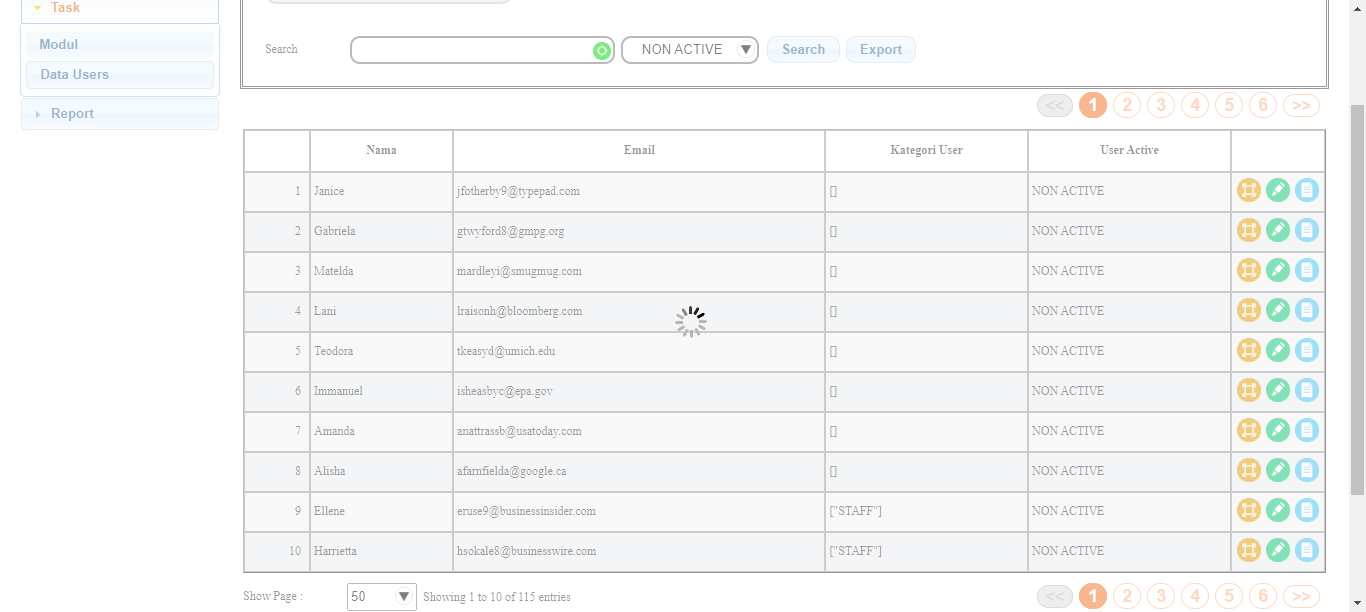 Task
Modul
Data Users
Report
Search NON ACTIVE Search Export
<< 1 2 3 4 5 6 >>
Nama Email Kategori User User Active
1 Janice jfotherby9@typepad.com [] NON ACTIVE
2 Gabriela gtwyford8@gmpg.org [] NON ACTIVE
3 Matelda mardleyi@smugmug.com [] NON ACTIVE
4 Lani lraisonh@bloomberg.com [] NON ACTIVE
5 Teodora tkeasyd@umich.edu [] NON ACTIVE
6 Immanuel isheasbyc@epa.gov [] NON ACTIVE
7 Amanda anattrassb@usatoday.com [] NON ACTIVE
8 Alisha afarnfielda@google.ca [] NON ACTIVE
9 Ellene eruse9@businessinsider.com ["STAFF"] NON ACTIVE
10 Harrietta hsokale8@businesswire.com ["STAFF"] NON ACTIVE
Show Page : 50 Showing 1 to 10 of 115 entries << 1 2 3 4 5 6 >>